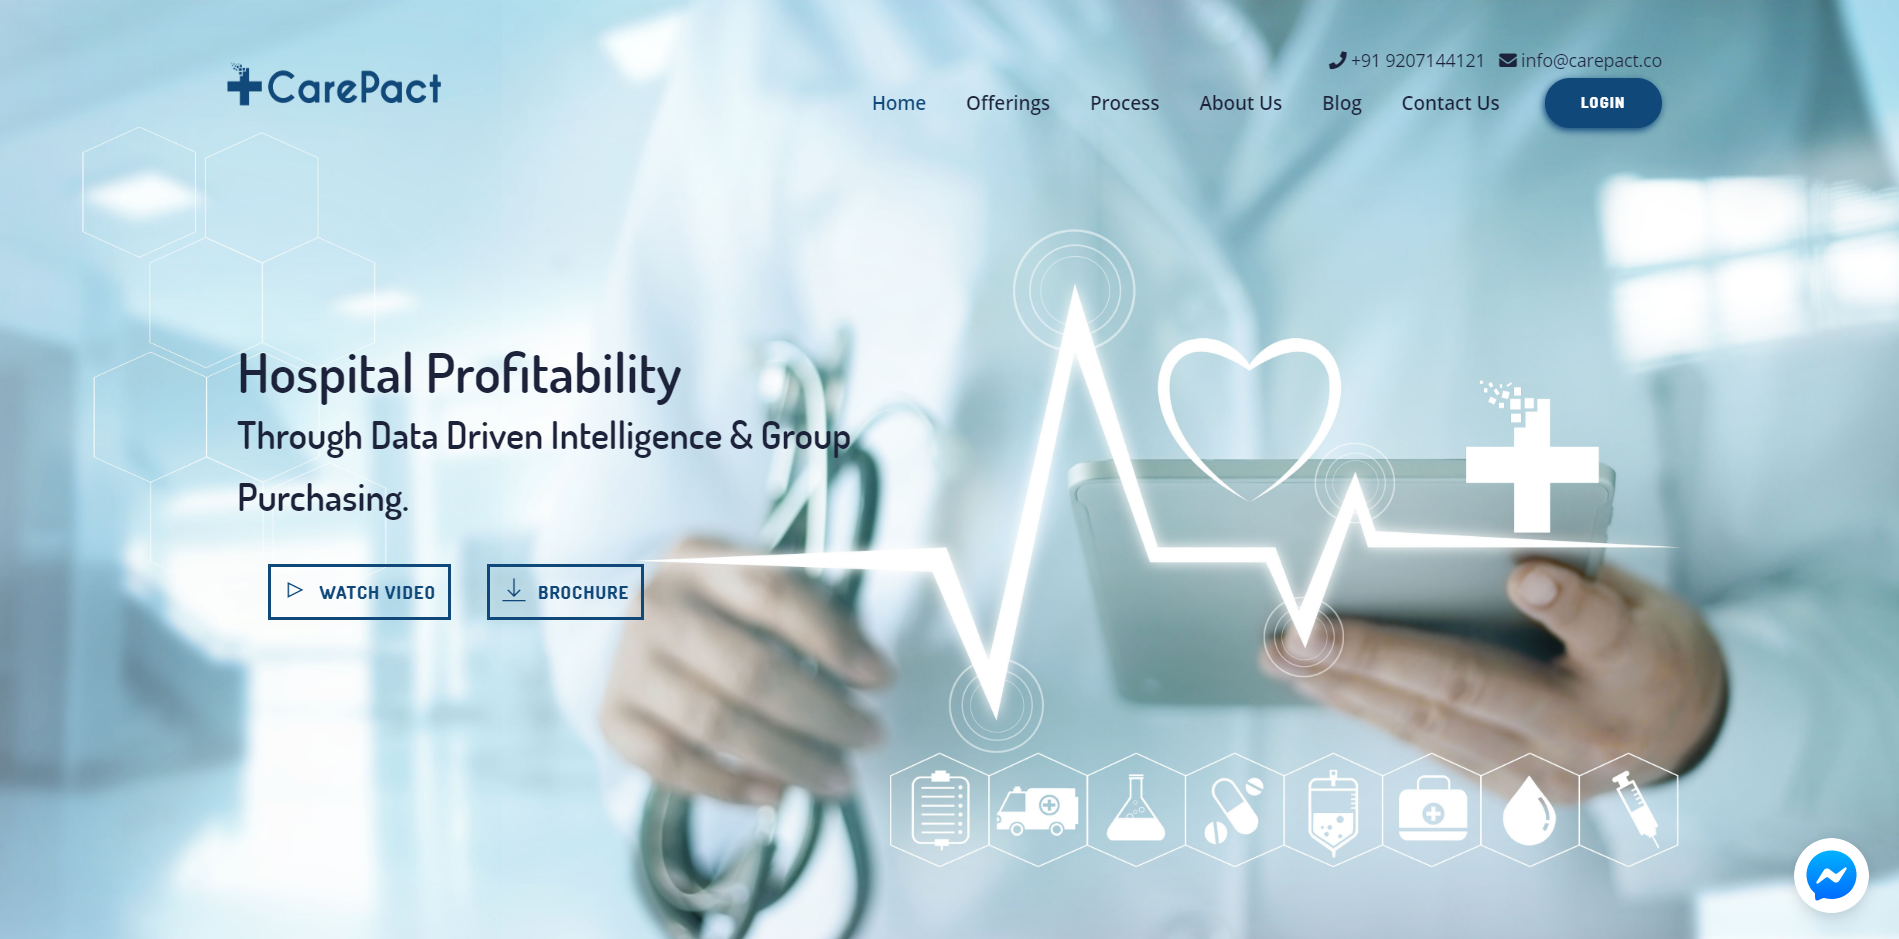 +91 9207144121 info@carepact.co
CarePact
Home Offerings Process About Us Blog Contact Us LOGIN
Hospital Profitability
Through Data Driven Intelligence & Group
Purchasing.
WATCH VIDEO BROCHURE